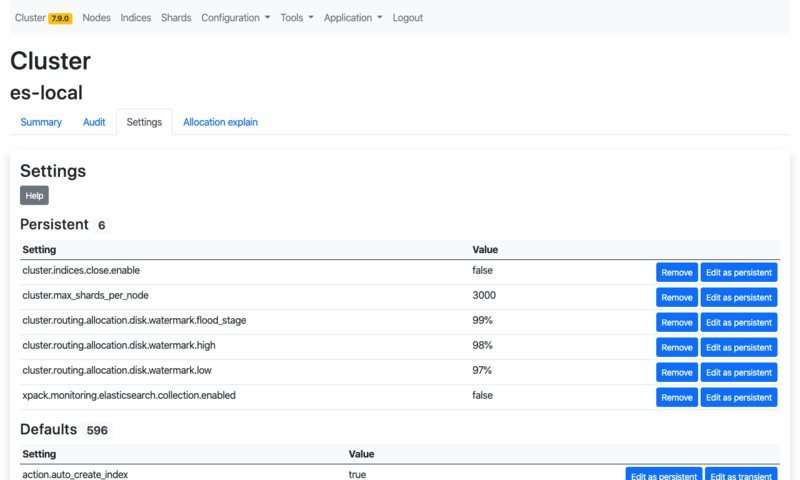 Cluster 7.9.0 Nodes Indices Shards Configuration Tools Application Logout
Cluster
es-local
Summary Audit Settings Allocation explain
Settings
Help
Persistent 6
Setting Value
cluster.indices.close.enable false Remove Edit as persistent
cluster.max_shards_per_node 3000 Remove Edit as persistent
cluster.routing.allocation.disk.watermark.flood_stage 99% Remove Edit as persistent
cluster.routing.allocation.disk.watermark.high 98% Remove Edit as persistent
cluster.routing.allocation.disk.watermark.low 97% Remove Edit as persistent
xpack.monitoring.elasticsearch.collection.enabled false Remove Edit as persistent
Defaults 596
Setting Value
action.auto_create_index true Edit as persistent Edit as transient